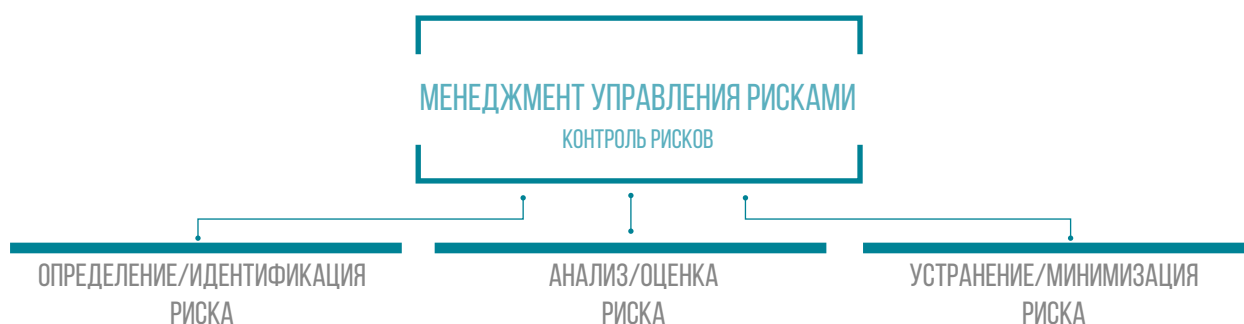 МЕНЕДЖМЕНТ УПРАВЛЕНИЯ РИСКАМИ
КОНТРОЛЬ РИСКОВ
ОПРЕДЕЛЕНИЕ/ИДЕНТИФИКАЦИЯ
РИСКА
АНАЛИЗ/ОЦЕНКА
РИСКА
УСТРАНЕНИЕ/МИНИМИЗАЦИЯ
РИСКА